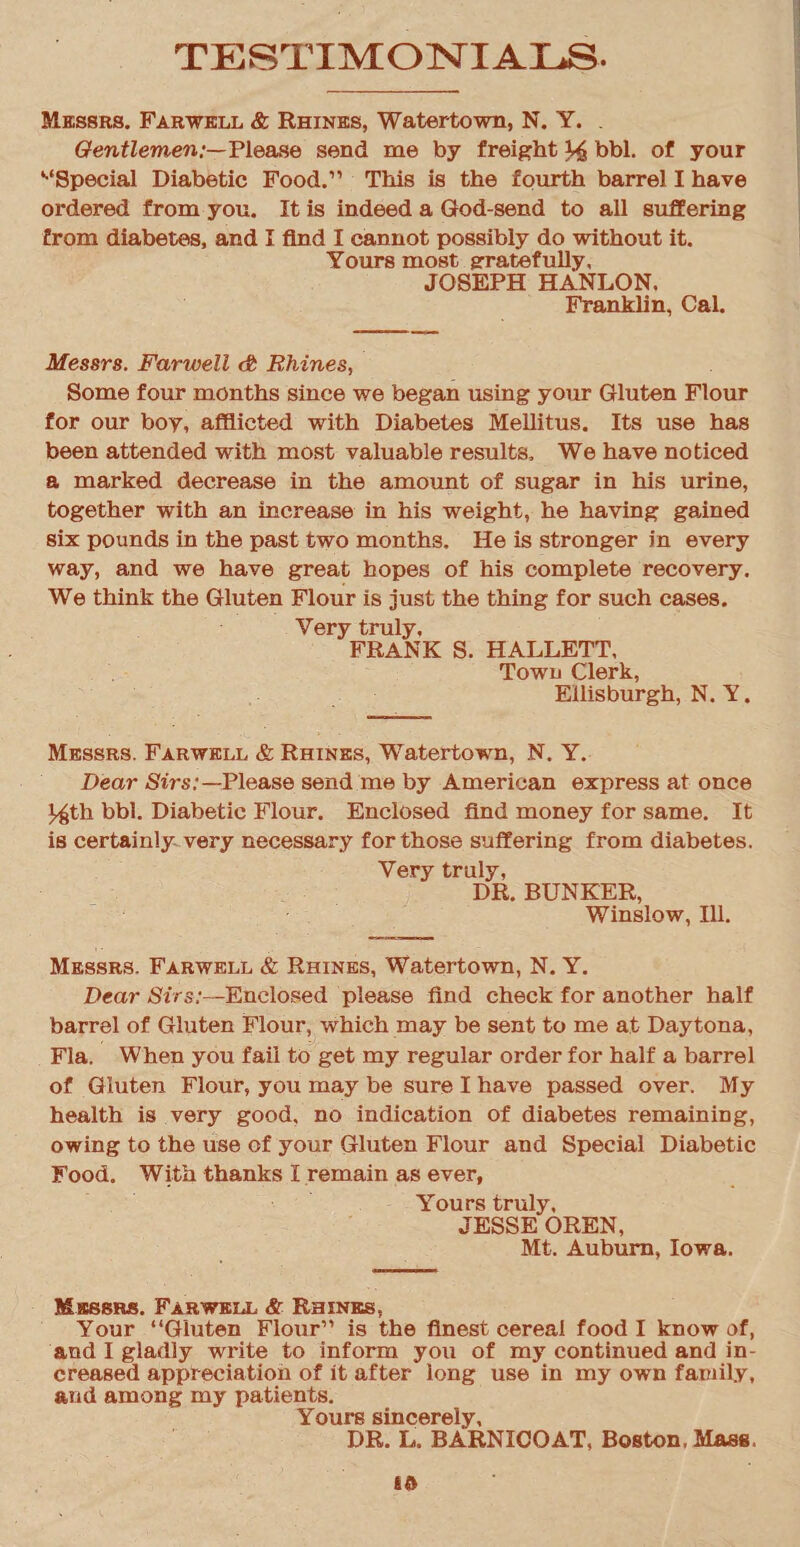 TESTIMONIALS.
MESSRS. FARWELL & RHINES, Watertown, N. Y.
Gentlemen:—Please send me by freight ½ bbl. of your
"Special Diabetic Food." This is the fourth barrel I have
ordered from you. It is indeed a God-send to all suffering
from diabetes, and I find I cannot possibly do without it.
Yours most gratefully,
JOSEPH HANLON,
Franklin, Cal.
Messrs. Farwell & Rhines,
Some four months since we began using your Gluten Flour
for our boy, afflicted with Diabetes Mellitus. Its use has
been attended with most valuable results. We have noticed
a marked decrease in the amount of sugar in his urine,
together with an increase in his weight, he having gained
six pounds in the past two months. He is stronger in every
way, and we have great hopes of his complete recovery.
We think the Gluten Flour is just the thing for such cases.
Very truly,
FRANK S. HALLETT,
Town Clerk,
Ellisburgh, N. Y.
MESSRS. FARWELL & RHINES, Watertown, N. Y.
Dear Sirs:—Please send me by American express at once
⅛th bbl. Diabetic Flour. Enclosed find money for same. It
is certainly very necessary for those suffering from diabetes.
Very truly,
DR. BUNKER,
Winslow, Ill.
MESSRS. FARWELL & RHINES, Watertown, N. Y.
Dear Sirs:—Enclosed please find check for another half
barrel of Gluten Flour, which may be sent to me at Daytona,
Fla. When you fail to get my regular order for half a barrel
of Gluten Flour, you may be sure I have passed over. My
health is very good, no indication of diabetes remaining,
owing to the use of your Gluten Flour and Special Diabetic
Food. With thanks I remain as ever,
Yours truly,
JESSE OREN,
Mt. Auburn, Iowa.
MESSRS. FARWELL & RHINES,
Your "Gluten Flour" is the finest cereal food I know of,
and I gladly write to inform you of my continued and in-
creased appreciation of it after long use in my own family,
and among my patients.
Yours sincerely,
DR. L. BARNICOAT, Boston, Mass.